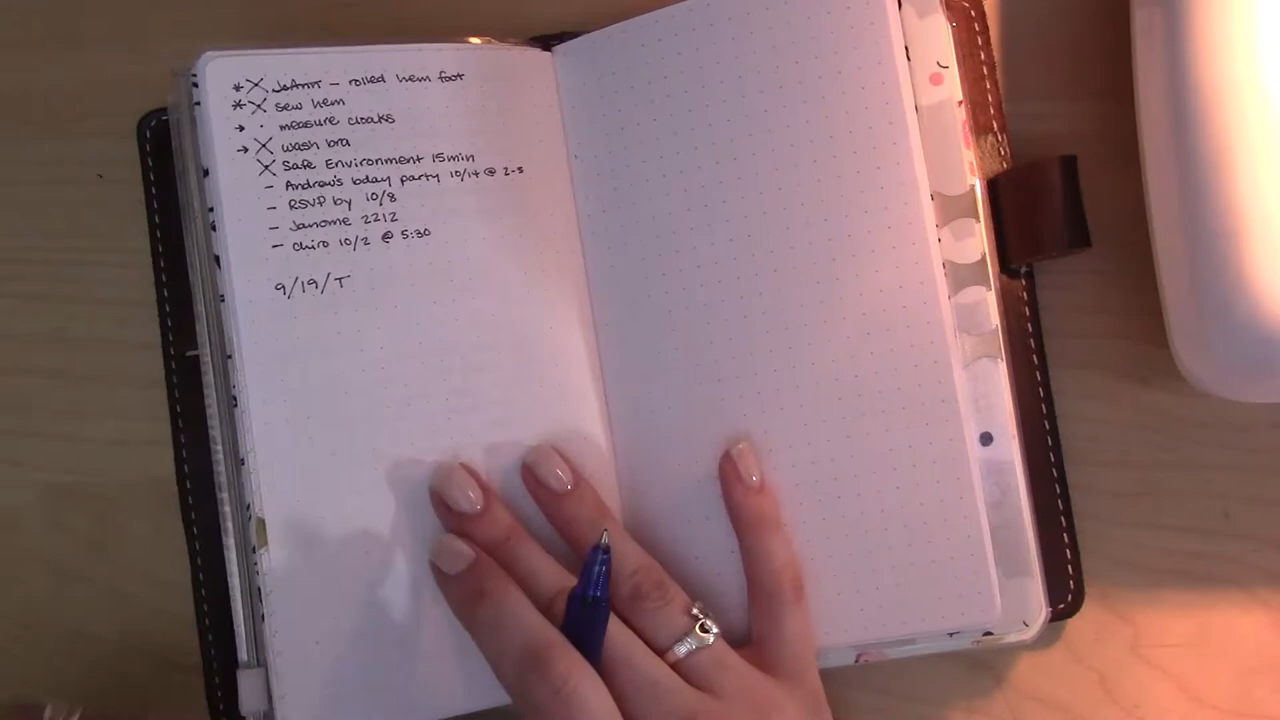 * X JoAnn - rolled hem foot
* X sew hem
→ · measure cloaks
→ X wash bra
X Safe Environment 15min
- Andrew's bday party 10/14 @ 2-5
- RSVP by 10/8
- Janome 2212
- chiro 10/2 @ 5:30
9/19/T